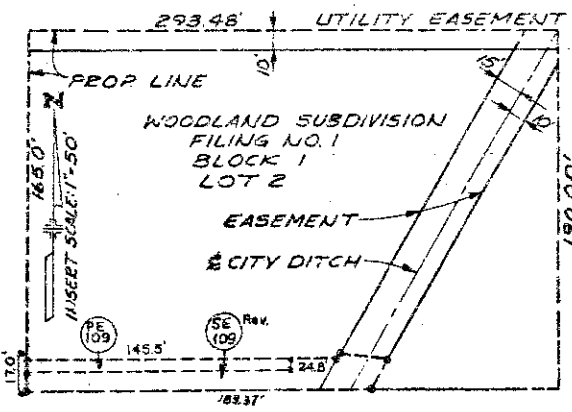 293.48' UTILITY EASEMENT
10'
PROP. LINE
15'
10'
WOODLAND SUBDIVISION
FILING NO. 1
BLOCK 1
LOT 2
165.0'
INSERT SCALE: 1"=50'
N
190.00'
EASEMENT
℄ CITY DITCH
PE
109
SE
109
Rev.
17.0'
145.5'
24.8'